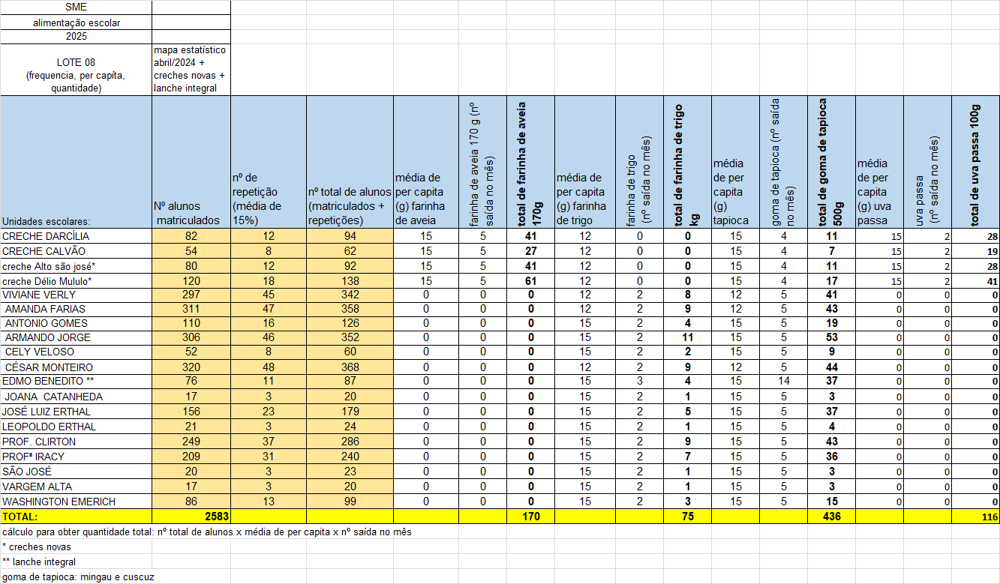 SME
alimentação escolar
2025
LOTE 08
(frequencia, per capíta,
quantidade)
mapa estatístico
abril/2024 +
creches novas +
lanche integral
Unidades escolares:
Nº alunos
matriculados
nº de
repetição
(média de
15%)
nº total de alunos
(matriculados +
repetições)
média de
per capita
(g) farinha
de aveia
farinha de aveia 170 g (nº
saída no mês)
total de farinha de aveia
170g
média de
per capita
(g) farinha
de trigo
farinha de trigo
(nº saída no mês)
total de farinha de trigo
kg
média
de per
capita
(g)
tapioca
goma de tapioca (nº saída
no mês)
total de goma de tapioca
500g
média
de per
capita
(g) uva
passa
uva passa
(nº saída no mês)
total de uva passa 100g
CRECHE DARCÍLIA 82 12 94 15 5 41 12 0 0 15 4 11 15 2 28
CRECHE CALVÃO 54 8 62 15 5 27 12 0 0 15 4 7 15 2 19
creche Alto são josé* 80 12 92 15 5 41 12 0 0 15 4 11 15 2 28
creche Délio Mululo* 120 18 138 15 5 61 12 0 0 15 4 17 15 2 41
VIVIANE VERLY 297 45 342 0 0 0 12 2 8 12 5 41 0 0 0
AMANDA FARIAS 311 47 358 0 0 0 12 2 9 12 5 43 0 0 0
ANTONIO GOMES 110 16 126 0 0 0 15 2 4 15 5 19 0 0 0
ARMANDO JORGE 306 46 352 0 0 0 15 2 11 15 5 53 0 0 0
CELY VELOSO 52 8 60 0 0 0 15 2 2 15 5 9 0 0 0
CÉSAR MONTEIRO 320 48 368 0 0 0 12 2 9 12 5 44 0 0 0
EDMO BENEDITO ** 76 11 87 0 0 0 15 3 4 15 14 37 0 0 0
JOANA CATANHEDA 17 3 20 0 0 0 15 2 1 15 5 3 0 0 0
JOSÉ LUIZ ERTHAL 156 23 179 0 0 0 15 2 5 15 5 37 0 0 0
LEOPOLDO ERTHAL 21 3 24 0 0 0 15 2 1 15 5 4 0 0 0
PROF. CLIRTON 249 37 286 0 0 0 15 2 9 15 5 43 0 0 0
PROFª IRACY 209 31 240 0 0 0 15 2 7 15 5 36 0 0 0
SÃO JOSÉ 20 3 23 0 0 0 15 2 1 15 5 3 0 0 0
VARGEM ALTA 17 3 20 0 0 0 15 2 1 15 5 3 0 0 0
WASHINGTON EMERICH 86 13 99 0 0 0 15 2 3 15 5 15 0 0 0
TOTAL: 2583 170 75 436 116
cálculo para obter quantidade total: nº total de alunos x média de per capita x nº saída no mês
* creches novas
** lanche integral
goma de tapioca: mingau e cuscuz